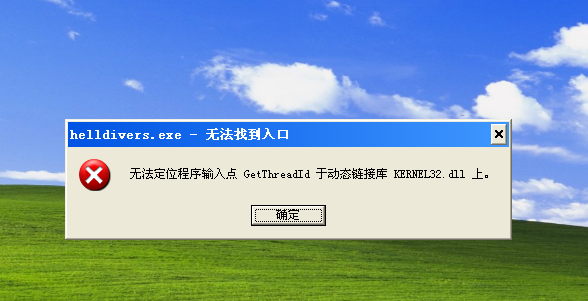 helldivers.exe - 无法找到入口
无法定位程序输入点 GetThreadId 于动态链接库 KERNEL32.dll 上。
确定